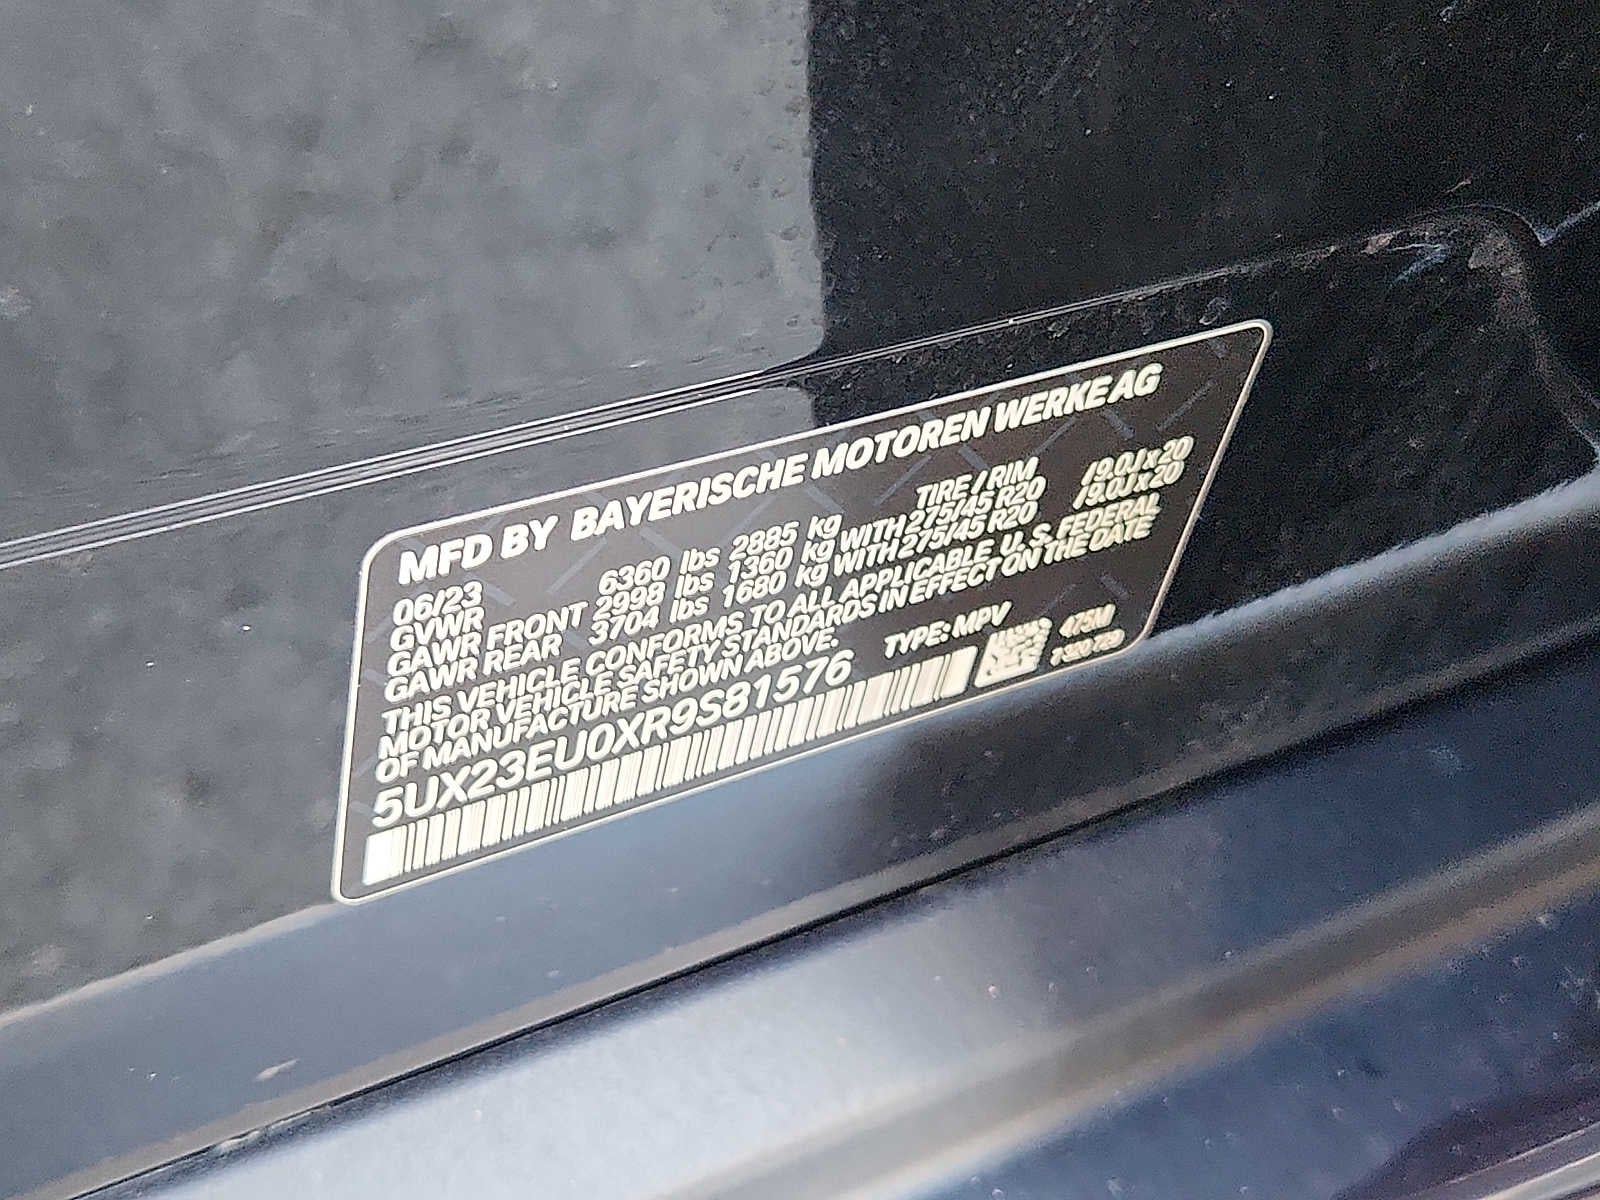 MFD BY BAYERISCHE MOTOREN WERKE AG
06/23 TIRE / RIM
GVWR 6360 lbs 2885 kg
GAWR FRONT 2998 lbs 1360 kg WITH 275/45 R20 /9.0J x 20
GAWR REAR 3704 lbs 1680 kg WITH 275/45 R20 /9.0J x 20
THIS VEHICLE CONFORMS TO ALL APPLICABLE U. S. FEDERAL
MOTOR VEHICLE SAFETY STANDARDS IN EFFECT ON THE DATE
OF MANUFACTURE SHOWN ABOVE.
5UX23EU0XR9S81576 TYPE: MPV
475M